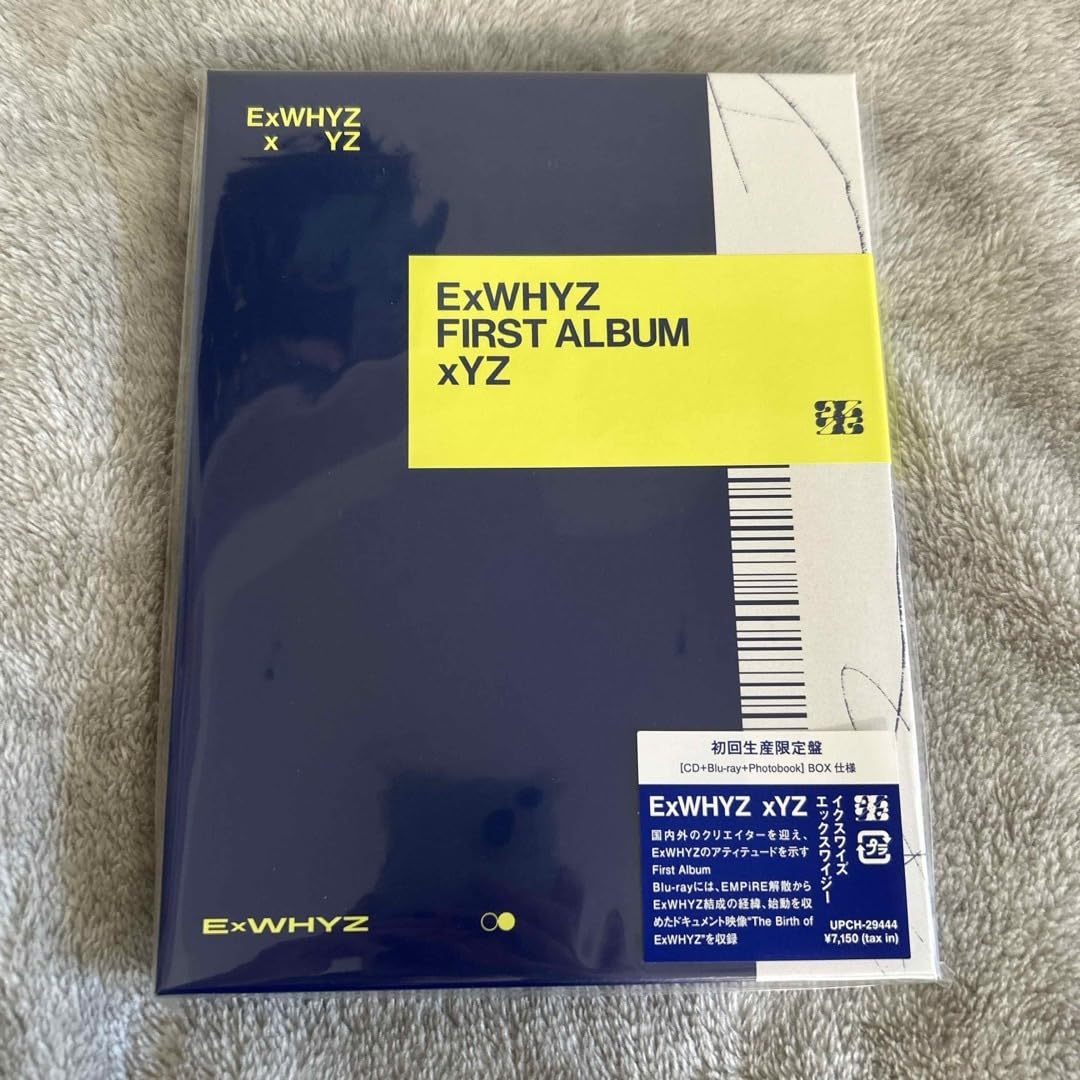 ExWHYZ
x YZ
ExWHYZ
FIRST ALBUM
xYZ
初回生産限定盤
[CD+Blu-ray+Photobook] BOX 仕様
ExWHYZ xYZ
イクスワイズ
エックスワイジー
国内外のクリエイターを迎え、
ExWHYZのアティテュードを示す
First Album
Blu-rayには、EMPiRE解散から
ExWHYZ結成の経緯、始動を収
めたドキュメント映像“The Birth of
ExWHYZ”を収録
プラ
UPCH-29444
¥7,150 (tax in)
ExWHYZ